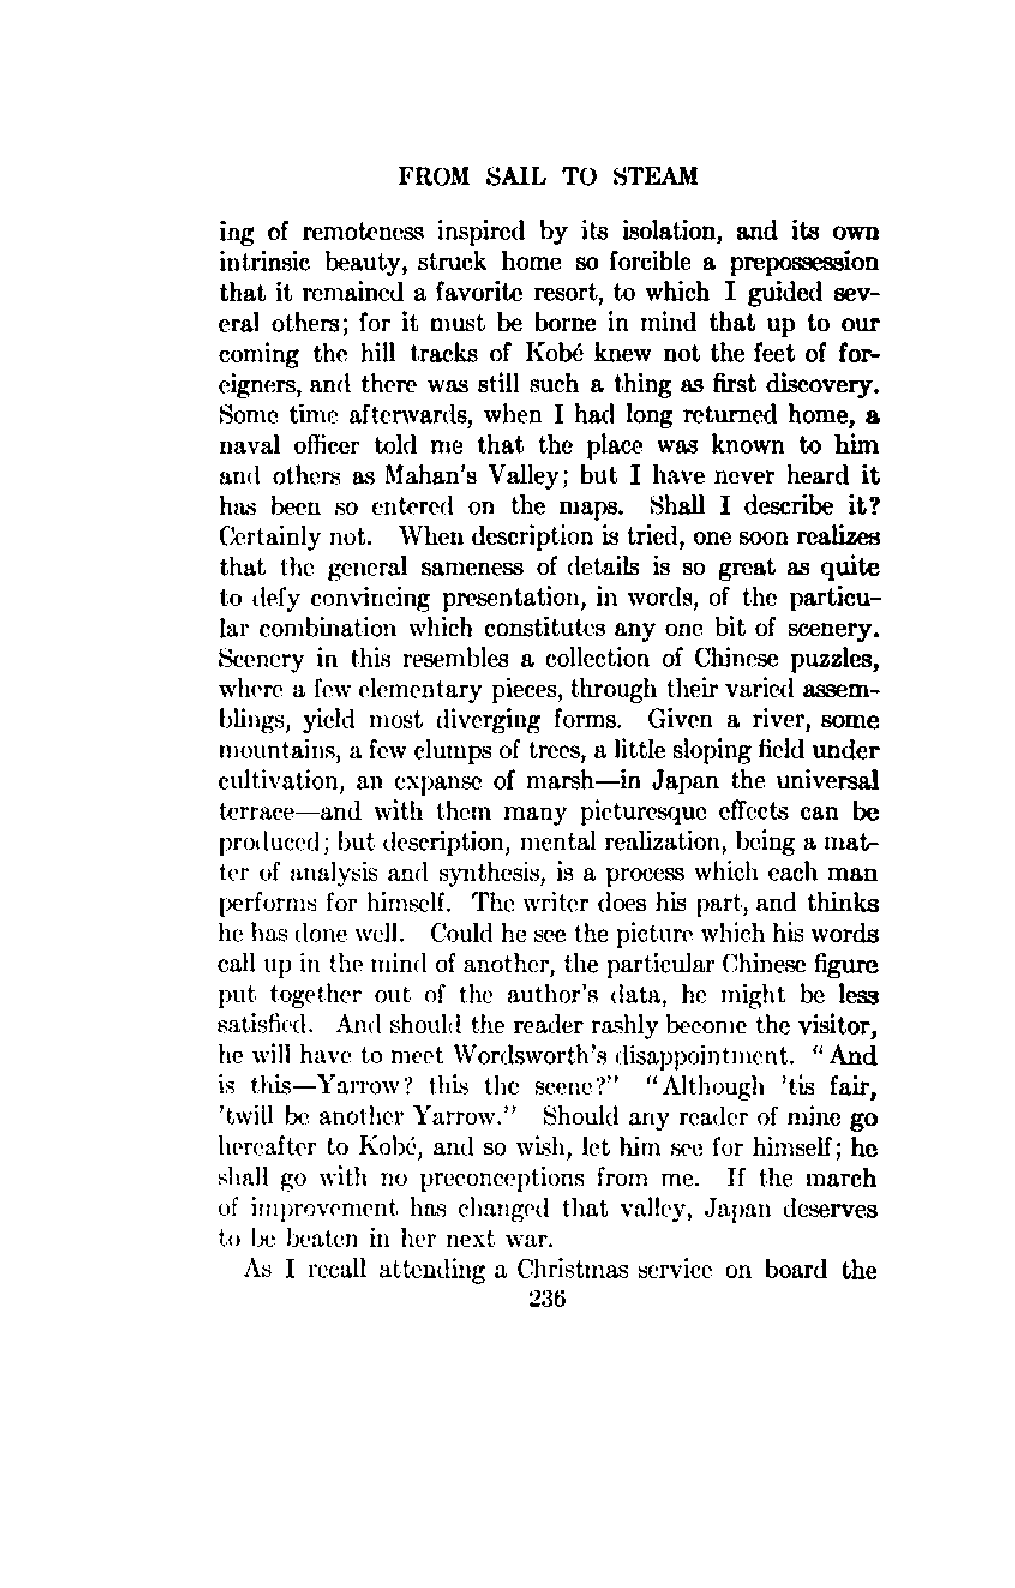 FROM SAIL TO STEAM
ing of remoteness inspired by its isolation, and its own
intrinsic beauty, struck home so forcible a prepossession
that it remained a favorite resort, to which I guided sev-
eral others; for it must be borne in mind that up to our
coming the hill tracks of Kobé knew not the feet of for-
eigners, and there was still such a thing as first discovery.
Some time afterwards, when I had long returned home, a
naval officer told me that the place was known to him
and others as Mahan's Valley; but I have never heard it
has been so entered on the maps. Shall I describe it?
Certainly not. When description is tried, one soon realizes
that the general sameness of details is so great as quite
to defy convincing presentation, in words, of the particu-
lar combination which constitutes any one bit of scenery.
Scenery in this resembles a collection of Chinese puzzles,
where a few elementary pieces, through their varied assem-
blings, yield most diverging forms. Given a river, some
mountains, a few clumps of trees, a little sloping field under
cultivation, an expanse of marsh—in Japan the universal
terrace—and with them many picturesque effects can be
produced; but description, mental realization, being a mat-
ter of analysis and synthesis, is a process which each man
performs for himself. The writer does his part, and thinks
he has done well. Could he see the picture which his words
call up in the mind of another, the particular Chinese figure
put together out of the author's data, he might be less
satisfied. And should the reader rashly become the visitor,
he will have to meet Wordsworth's disappointment. "And
is this—Yarrow? this the scene?" "Although 'tis fair,
'twill be another Yarrow." Should any reader of mine go
hereafter to Kobé, and so wish, let him see for himself; he
shall go with no preconceptions from me. If the march
of improvement has changed that valley, Japan deserves
to be beaten in her next war.
As I recall attending a Christmas service on board the
236